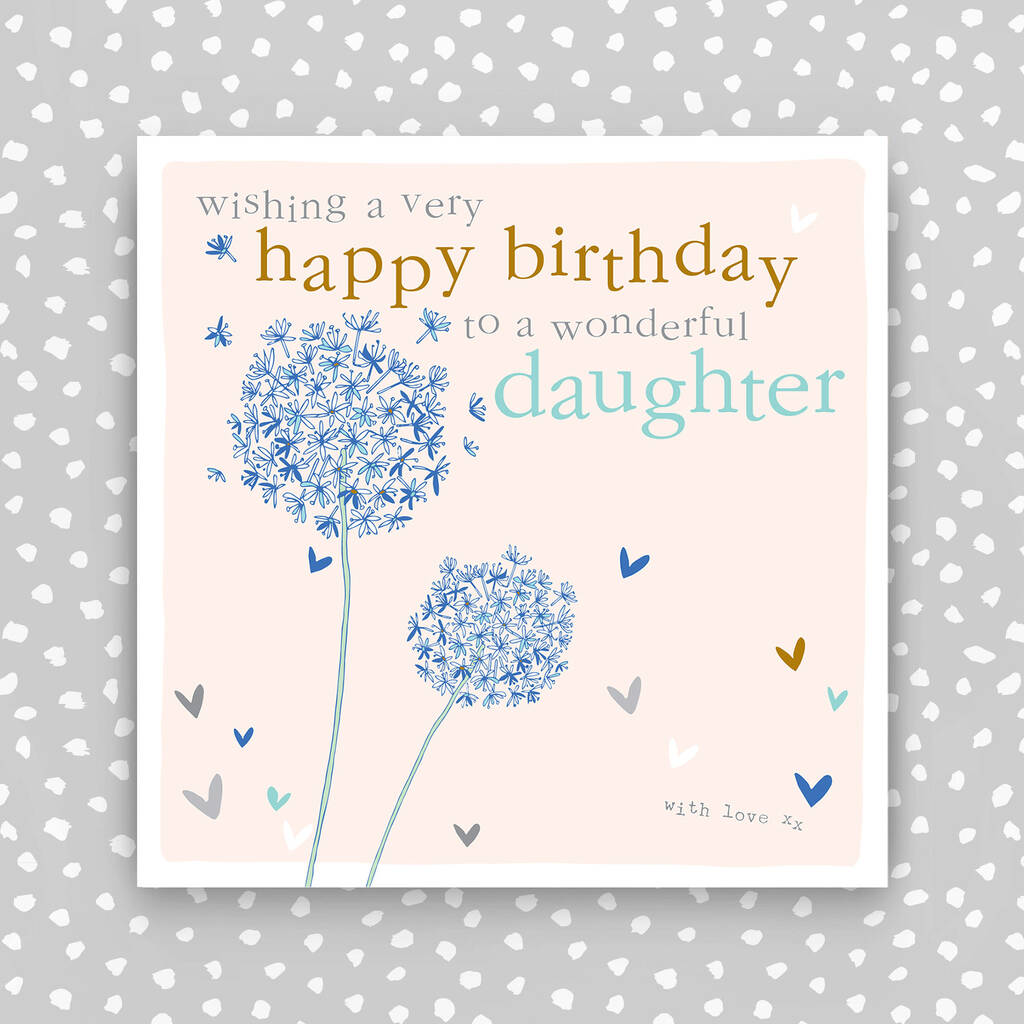 wishing a very
happy birthday
to a wonderful
daughter
with love xx